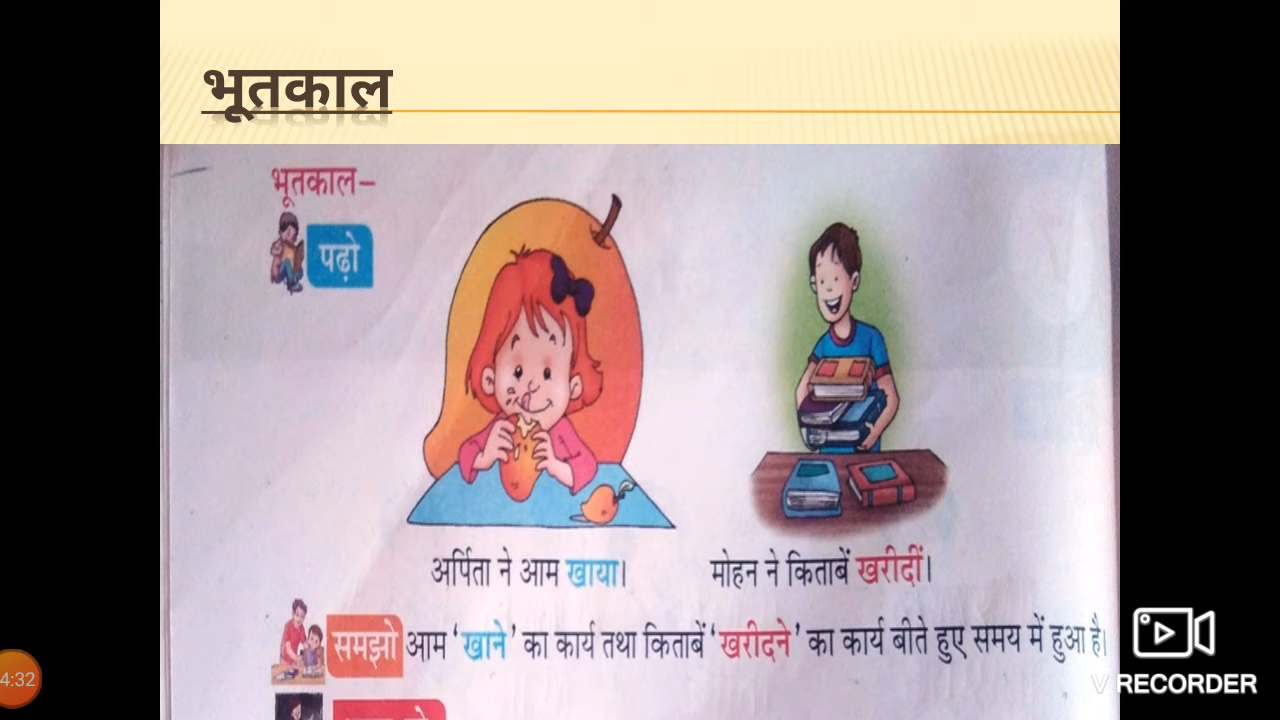 भूतकाल
भूतकाल–
पढ़ो
अर्पिता ने आम खाया।
मोहन ने किताबें खरीदीं।
समझो आम ‘खाने’ का कार्य तथा किताबें ‘खरीदने’ का कार्य बीते हुए समय में हुआ है।
4:32
V RECORDER